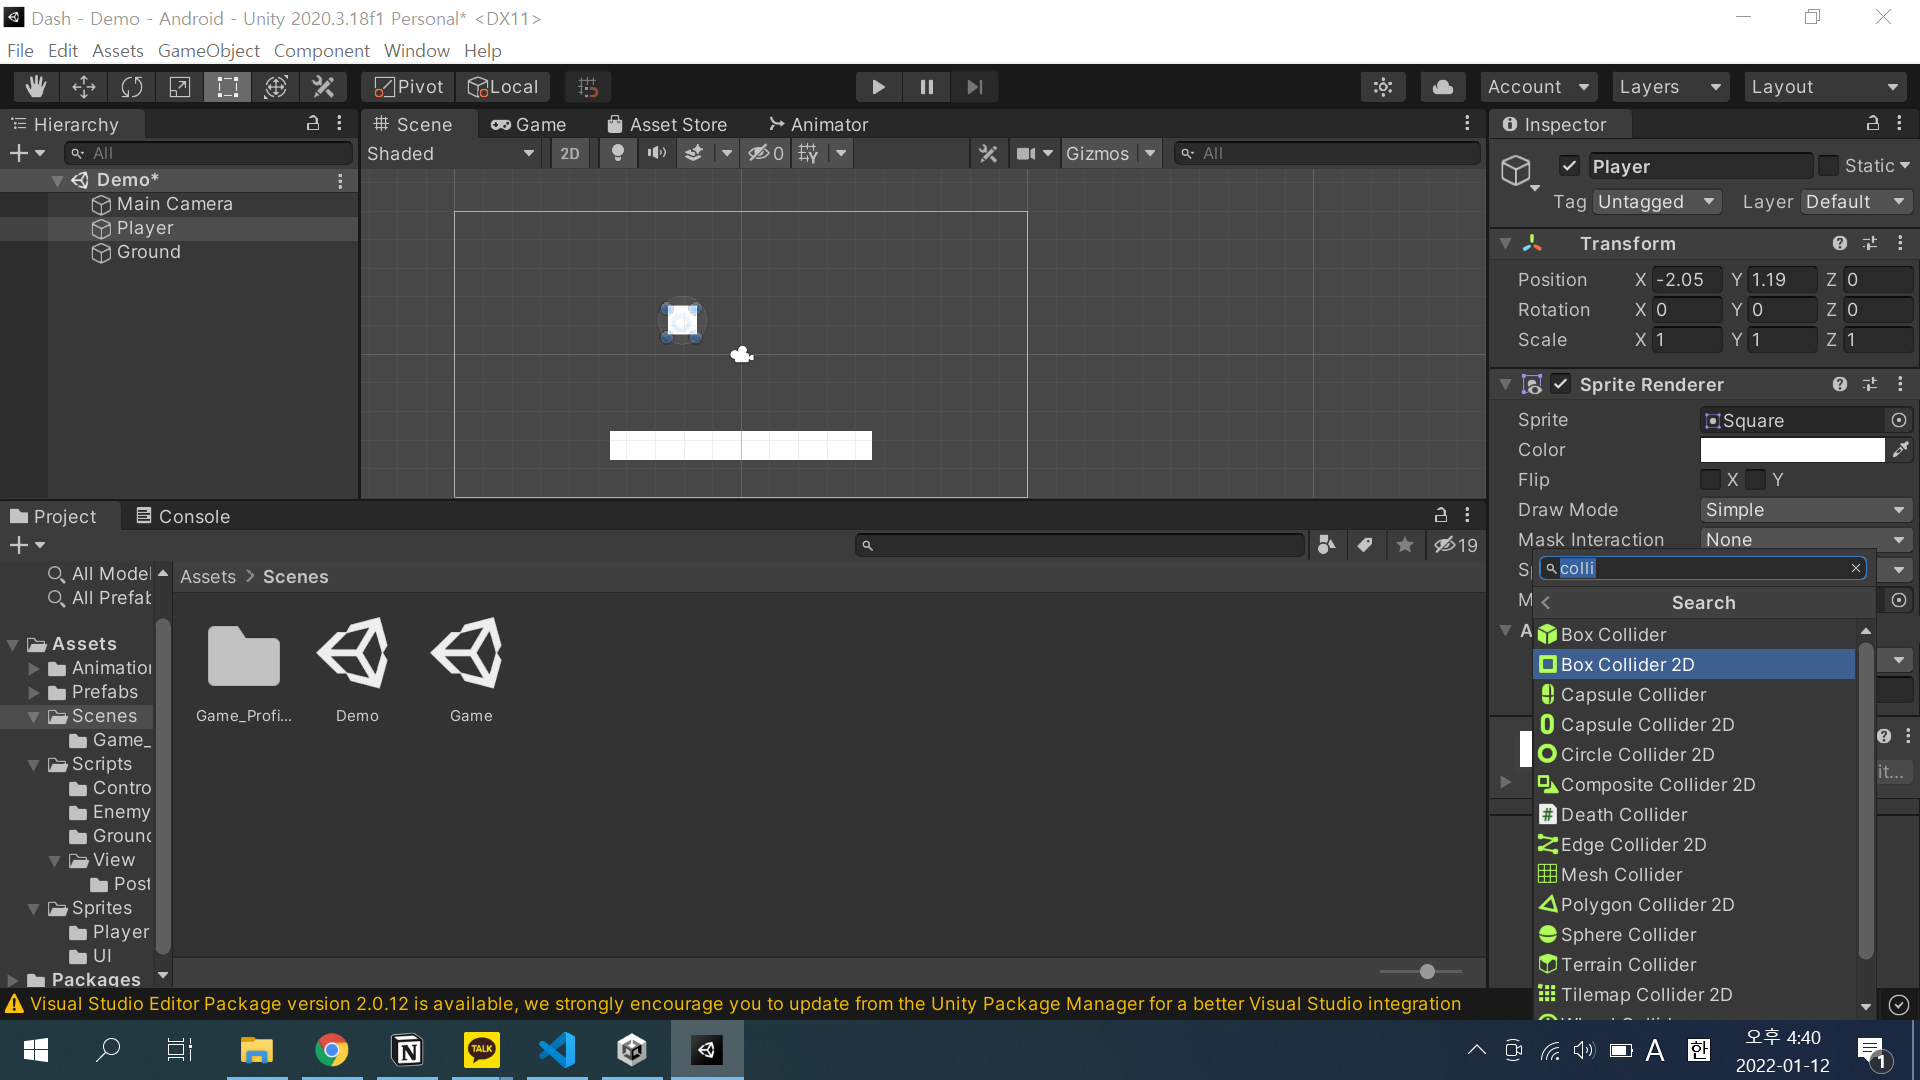 Dash - Demo - Android - Unity 2020.3.18f1 Personal* <DX11>
File Edit Assets GameObject Component Window Help
Pivot Local Account Layers Layout
Hierarchy
All
Demo*
Main Camera
Player
Ground
Scene Game Asset Store Animator
Shaded 2D 0 Gizmos All
Inspector
Player Static
Tag Untagged Layer Default
Transform
Position X -2.05 Y 1.19 Z 0
Rotation X 0 Y 0 Z 0
Scale X 1 Y 1 Z 1
Sprite Renderer
Sprite Square
Color
Flip X Y
Draw Mode Simple
Mask Interaction None
colli
Search
Box Collider
Box Collider 2D
Capsule Collider
Capsule Collider 2D
Circle Collider 2D
Composite Collider 2D
# Death Collider
Edge Collider 2D
Mesh Collider
Polygon Collider 2D
Sphere Collider
Terrain Collider
Tilemap Collider 2D
it...
Project Console
19
All Model
All Prefab
Assets
Animation
Prefabs
Scenes
Game_
Scripts
Contro
Enemy
Ground
View
Post
Sprites
Player
UI
Packages
Assets > Scenes
Game_Profi... Demo Game
Visual Studio Editor Package version 2.0.12 is available, we strongly encourage you to update from the Unity Package Manager for a better Visual Studio integration
TALK
A 한
오후 4:40
2022-01-12
1